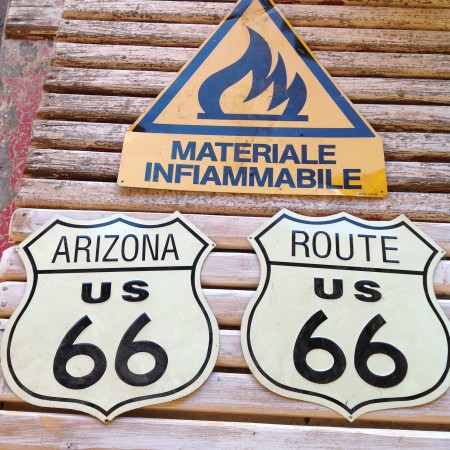 MATERIALE
INFIAMMABILE
ARIZONA
US
66
ROUTE
US
66